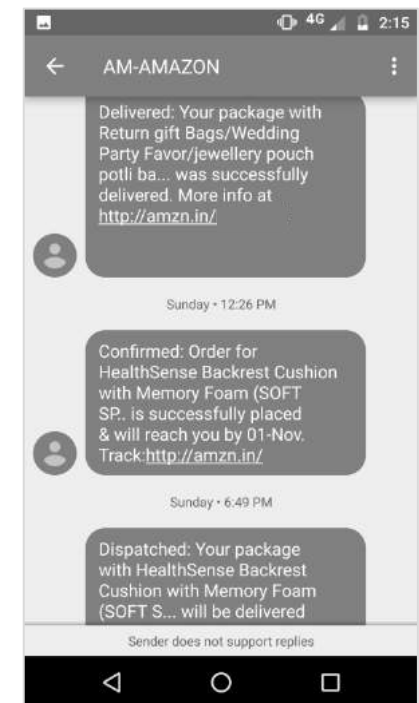 4G 2:15
AM-AMAZON
Delivered: Your package with
Return gift Bags/Wedding
Party Favor/jewellery pouch
potli ba... was successfully
delivered. More info at
http://amzn.in/
Sunday • 12:26 PM
Confirmed: Order for
HealthSense Backrest Cushion
with Memory Foam (SOFT
SP.. is successfully placed
& will reach you by 01-Nov.
Track:http://amzn.in/
Sunday • 6:49 PM
Dispatched: Your package
with HealthSense Backrest
Cushion with Memory Foam
(SOFT S... will be delivered
Sender does not support replies